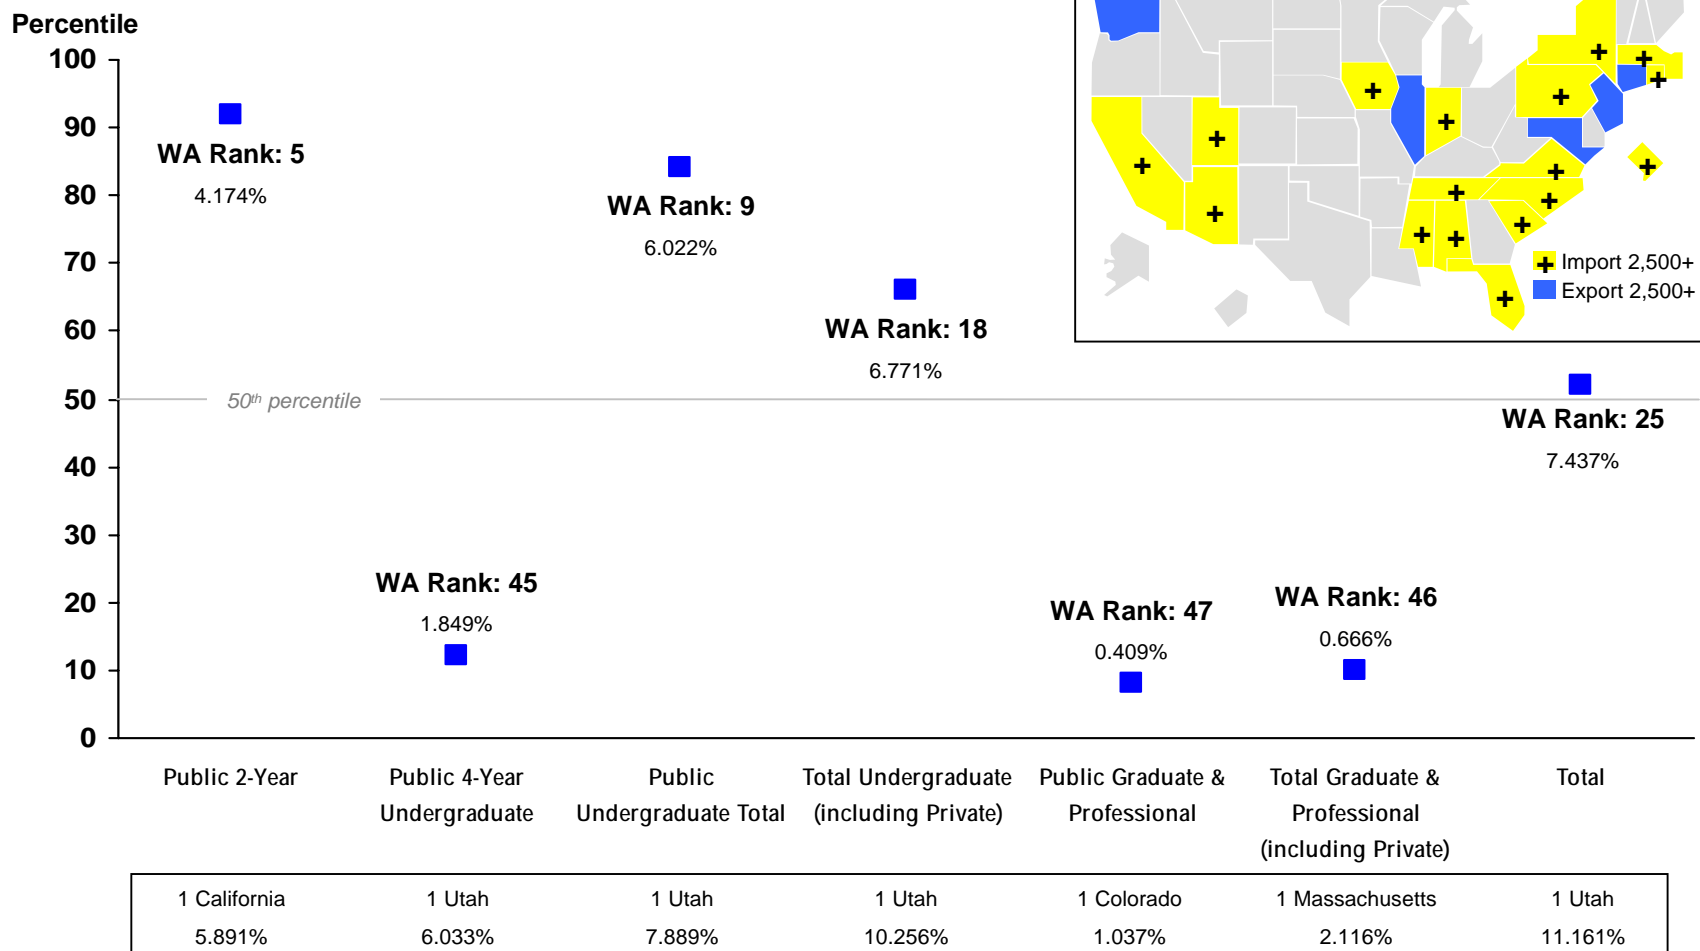 Percentile
100
90
80
70
60
50
40
30
20
10
0
WA Rank: 5
4.174%
WA Rank: 45
1.849%
WA Rank: 9
6.022%
WA Rank: 18
6.771%
WA Rank: 47
0.409%
WA Rank: 46
0.666%
WA Rank: 25
7.437%
50th percentile
+ Import 2,500+
Export 2,500+
Public 2-Year
Public 4-Year
Undergraduate
Public
Undergraduate Total
Total Undergraduate
(including Private)
Public Graduate &
Professional
Total Graduate &
Professional
(including Private)
Total
1 California
5.891%
1 Utah
6.033%
1 Utah
7.889%
1 Utah
10.256%
1 Colorado
1.037%
1 Massachusetts
2.116%
1 Utah
11.161%